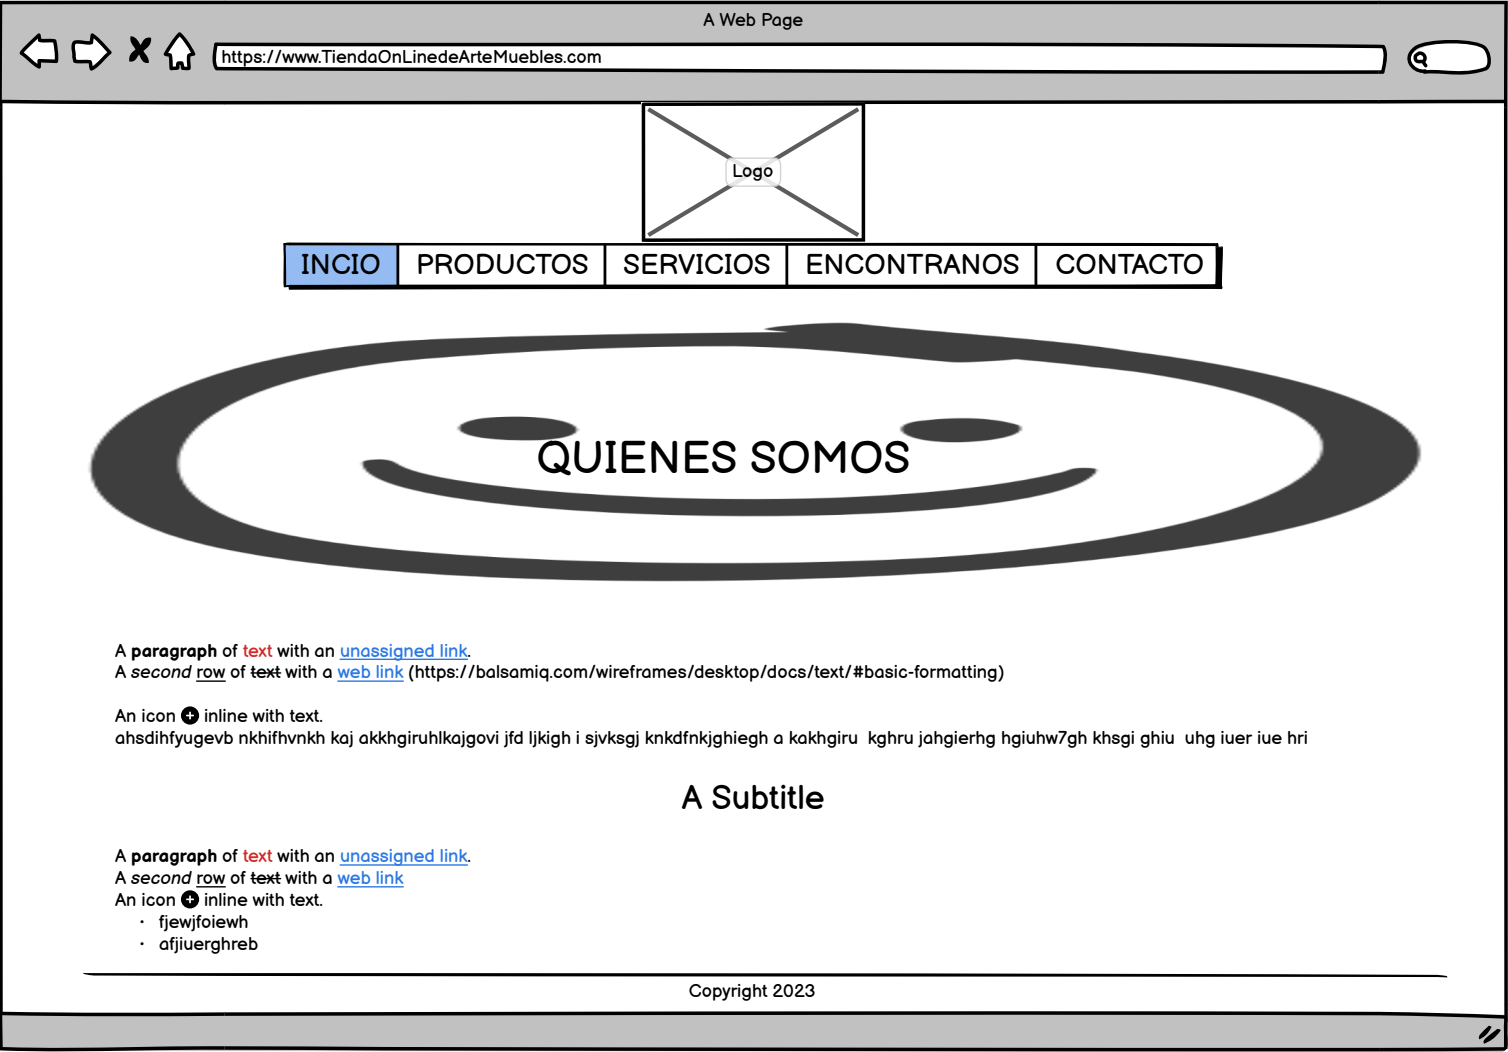 A Web Page
https://www.TiendaOnLinedeArteMuebles.com
Logo
INCIO PRODUCTOS SERVICIOS ENCONTRANOS CONTACTO
QUIENES SOMOS
A paragraph of text with an unassigned link.
A second row of text with a web link (https://balsamiq.com/wireframes/desktop/docs/text/#basic-formatting)
An icon inline with text.
ahsdihfyugevb nkhifhvnkh kaj akkhgiruhlkajgovi jfd ljkigh i sjvksgj knkdfnkjghiegh a kakhgiru  kghru jahgierhg hgiuhw7gh khsgi ghiu  uhg iuer iue hri
A Subtitle
A paragraph of text with an unassigned link.
A second row of text with a web link
An icon inline with text.
· fjewjfoiewh
· afjiuerghreb
Copyright 2023